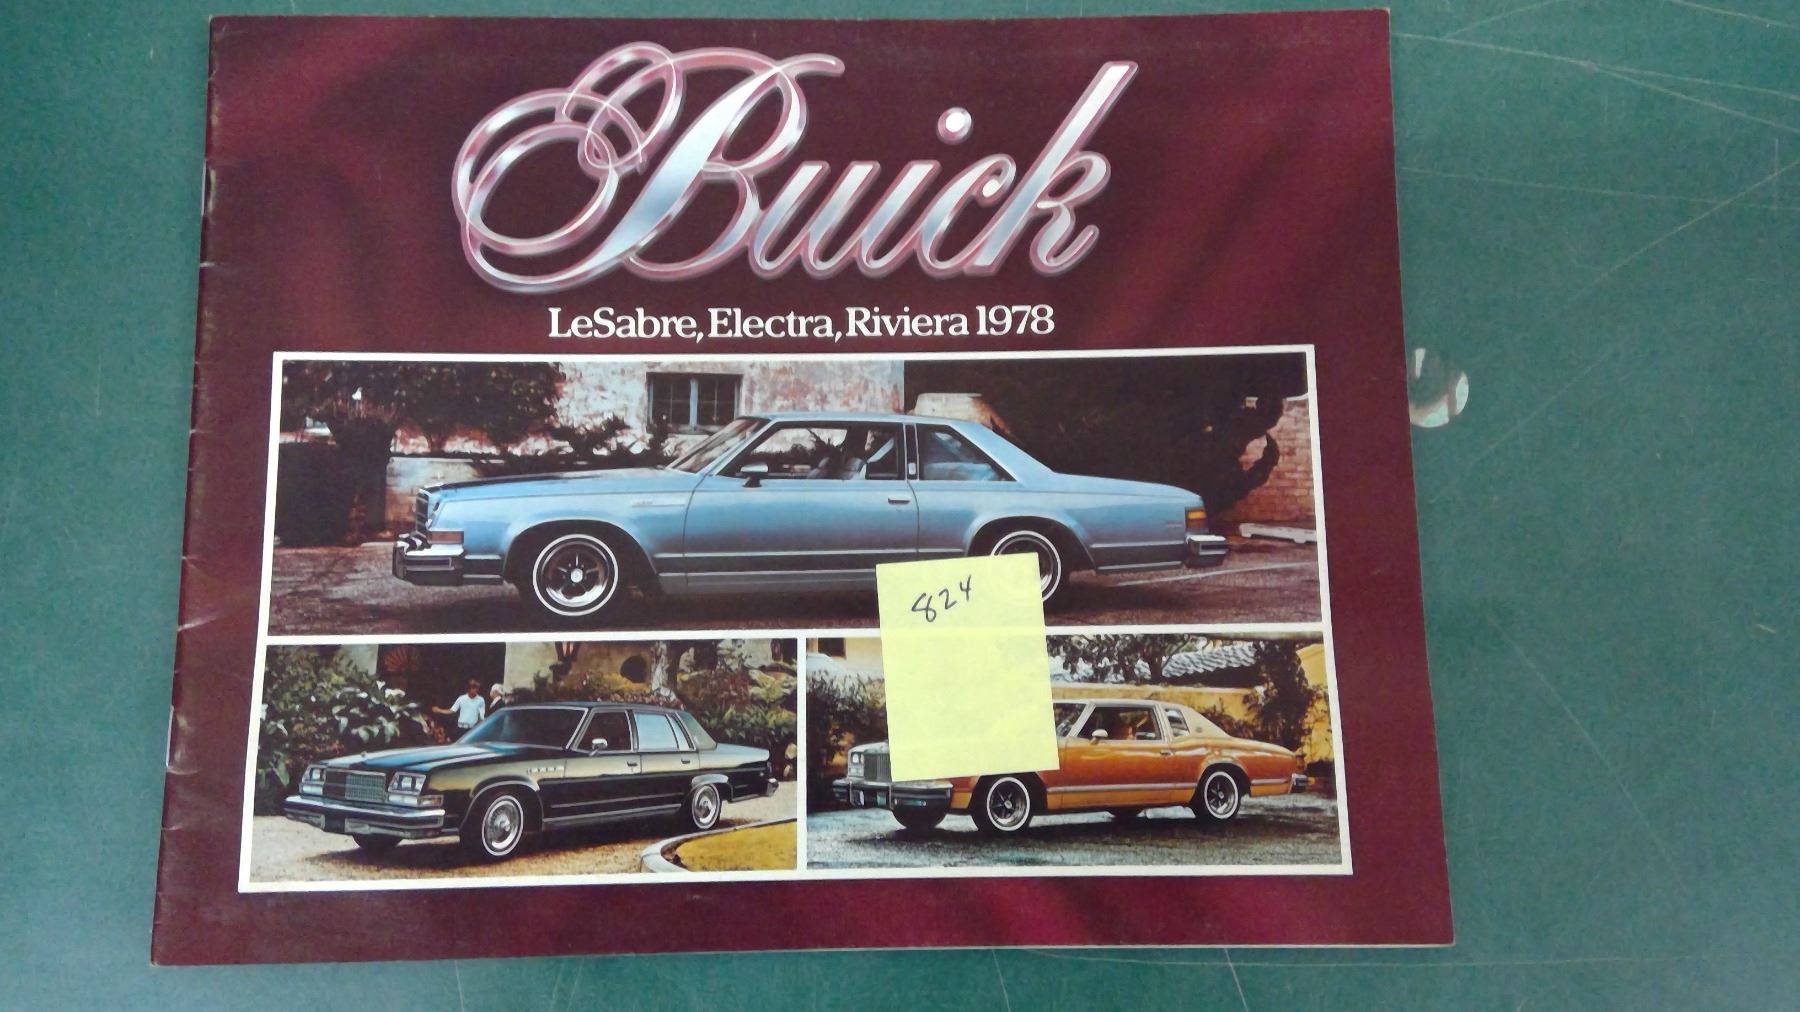 Buick
LeSabre, Electra, Riviera 1978
824